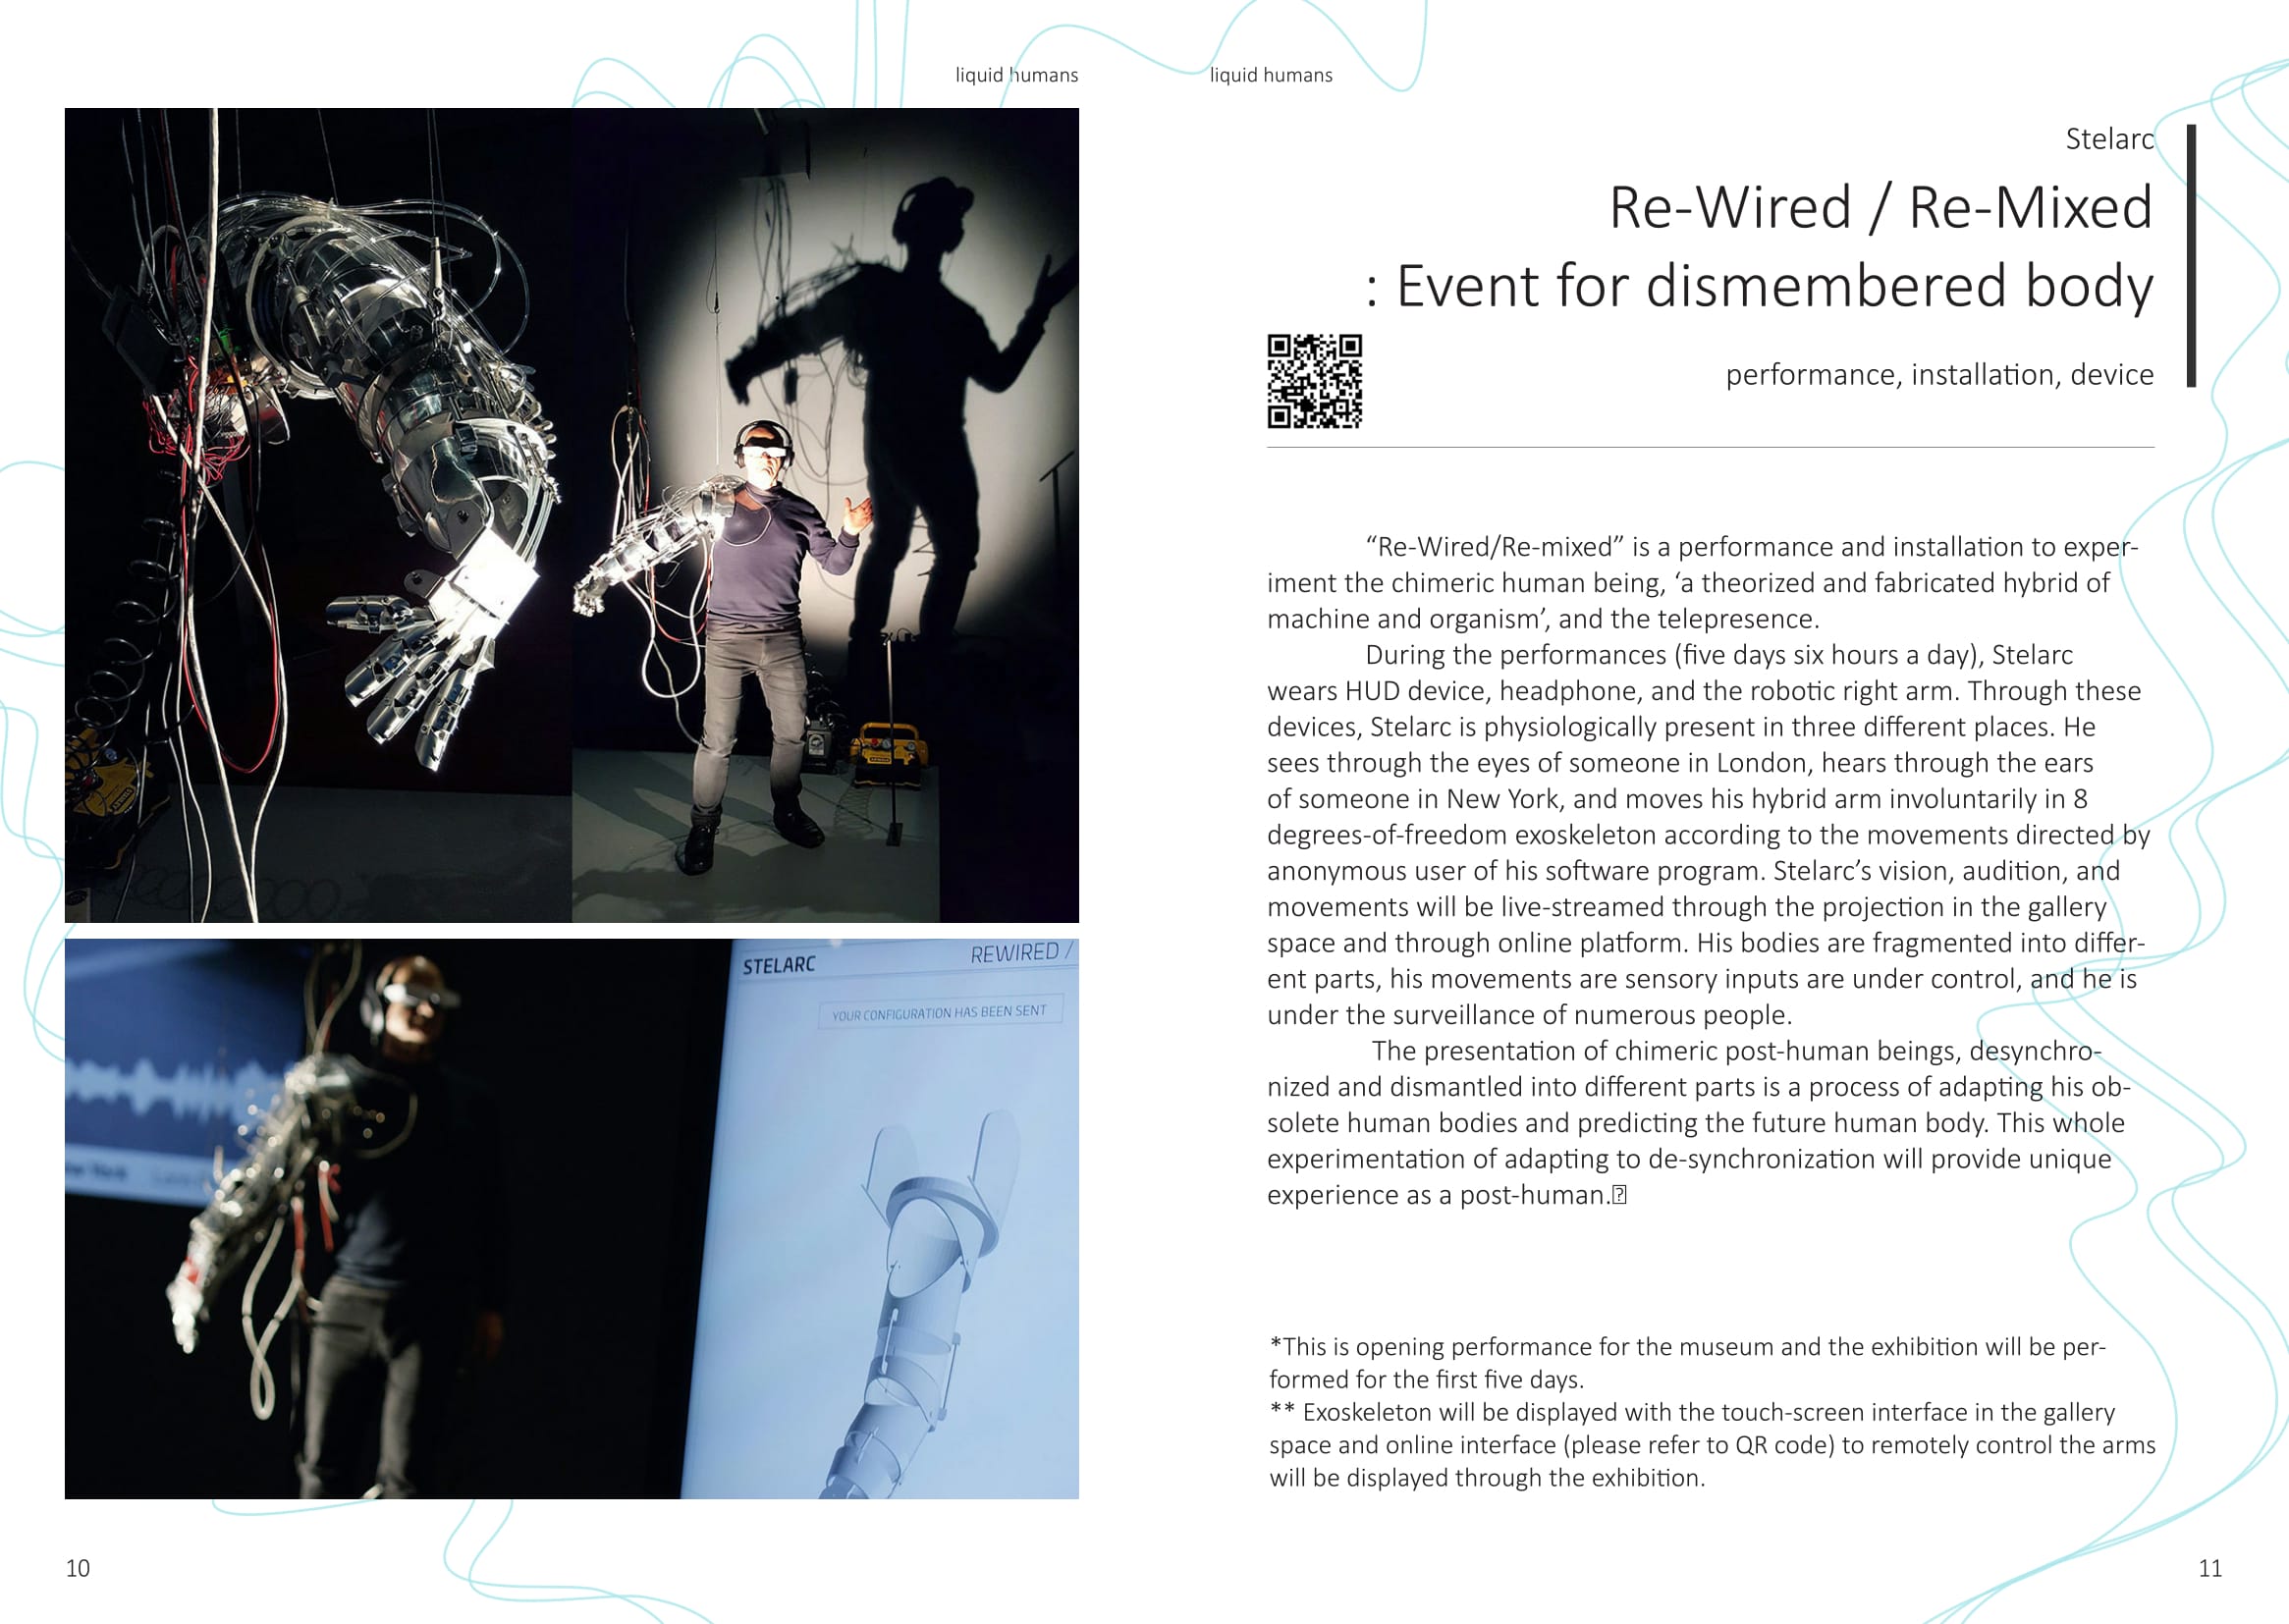 liquid humans
STELARC
REWIRED /
YOUR CONFIGURATION HAS BEEN SENT
10
liquid humans
Stelarc
Re-Wired / Re-Mixed
: Event for dismembered body
performance, installation, device
“Re-Wired/Re-mixed” is a performance and installation to exper-
iment the chimeric human being, ‘a theorized and fabricated hybrid of
machine and organism’, and the telepresence.
During the performances (five days six hours a day), Stelarc
wears HUD device, headphone, and the robotic right arm. Through these
devices, Stelarc is physiologically present in three different places. He
sees through the eyes of someone in London, hears through the ears
of someone in New York, and moves his hybrid arm involuntarily in 8
degrees-of-freedom exoskeleton according to the movements directed by
anonymous user of his software program. Stelarc’s vision, audition, and
movements will be live-streamed through the projection in the gallery
space and through online platform. His bodies are fragmented into differ-
ent parts, his movements are sensory inputs are under control, and he is
under the surveillance of numerous people.
The presentation of chimeric post-human beings, desynchro-
nized and dismantled into different parts is a process of adapting his ob-
solete human bodies and predicting the future human body. This whole
experimentation of adapting to de-synchronization will provide unique
experience as a post-human.
*This is opening performance for the museum and the exhibition will be per-
formed for the first five days.
** Exoskeleton will be displayed with the touch-screen interface in the gallery
space and online interface (please refer to QR code) to remotely control the arms
will be displayed through the exhibition.
11